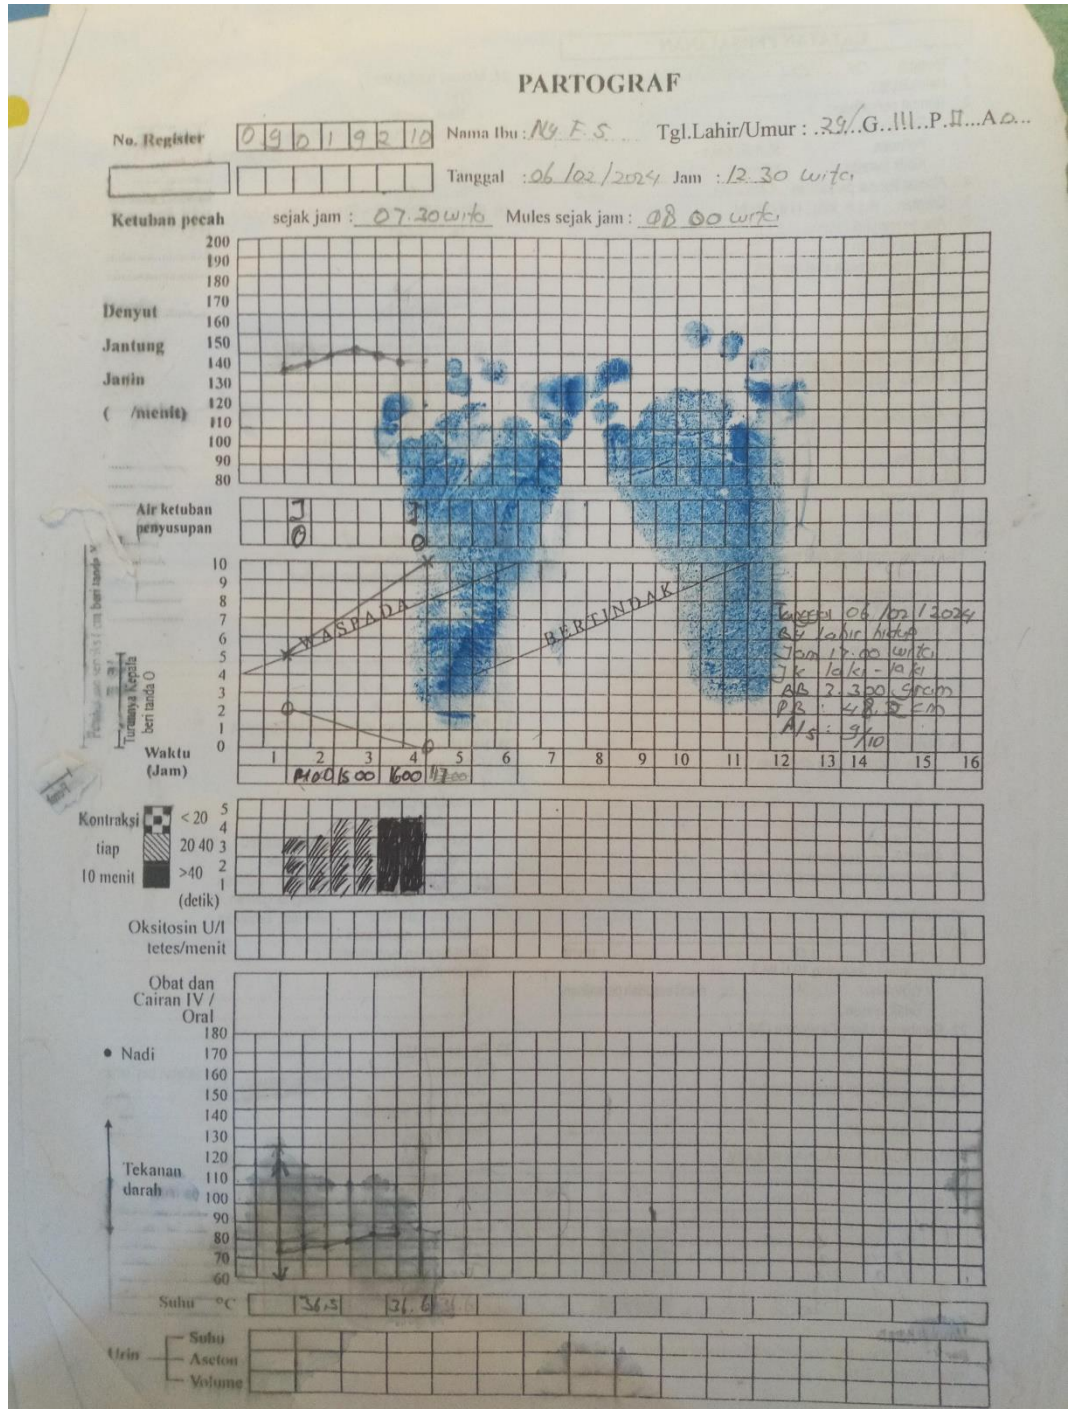 PARTOGRAF
No. Register 0 9 0 1 9 2 10 Nama Ibu : Ny. F. S Tgl.Lahir/Umur : 29/ G..III..P.II...A0...
Tanggal : 06/02/2024 Jam : 12.30 wita
Ketuban pecah sejak jam : 07.30 wita Mules sejak jam : 08 00 wita
200
190
180
Denyut 170
160
Jantung 150
140
Janin 130
( /menit) 120
110
100
90
80
Air ketuban J J
penyusupan 0 0
10
9
8
7
6
5
4
3
2
1
0
WASPADA
BERTINDAK
Turunnya Kepala
beri tanda O
Tanggal 06/02/2024
By lahir hidup
Jam 17.00 wita
Jk laki-laki
BB 3.300 gram
PB : 48, cm
A/s : 9/10
Waktu 1 2 3 4 5 6 7 8 9 10 11 12 13 14 15 16
(Jam) 1400 1500 1600 17.00
Kontraksi < 20 5
4
tiap 20 40 3
2
10 menit >40 1
(detik)
Oksitosin U/I
tetes/menit
Obat dan
Cairan IV /
Oral
180
Nadi 170
160
150
140
130
Tekanan 120
darah 110
100
90
80
70
60
Suhu °C 36,5 36.6
Urin Suhu
Aseton
Volume